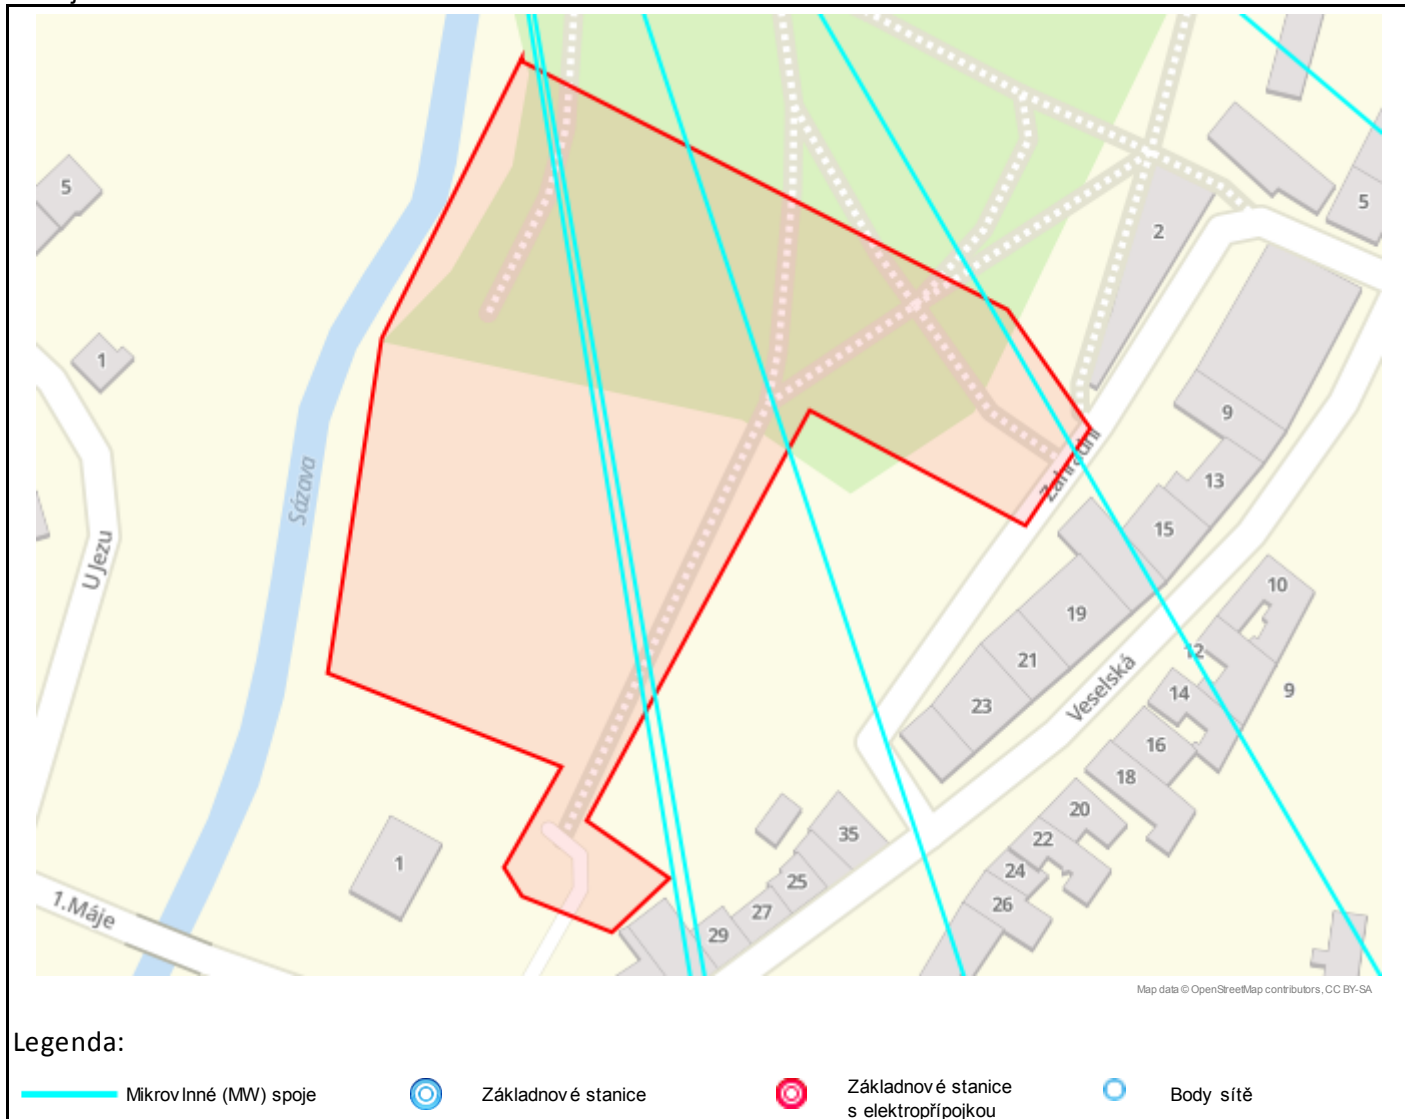 5
2
5
1
9
Zahradní
13
Sázava
15
U Jezu
10
19
12
21
Veselská
14
9
23
16
18
20
35
22
1
24
25
26
1.Máje
27
29
Map data © OpenStreetMap contributors, CC BY-SA
Legenda:
Mikrovlnné (MW) spoje
Základnové stanice
Základnové stanice
s elektropřípojkou
Body sítě